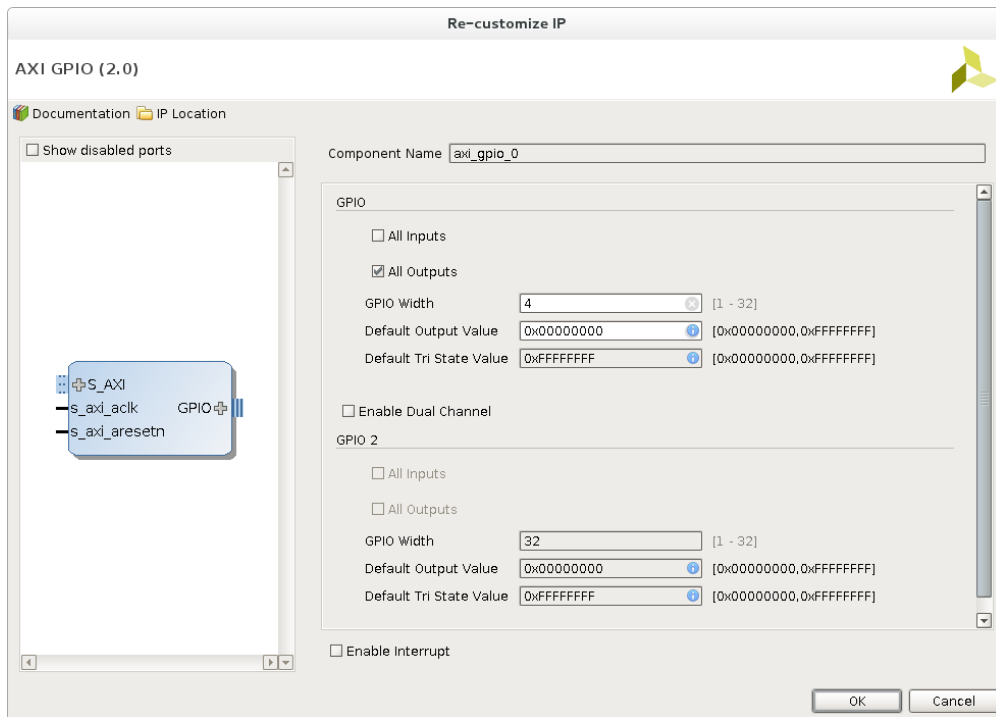 Re-customize IP
AXI GPIO (2.0)
Documentation IP Location
Show disabled ports
S_AXI
s_axi_aclk
s_axi_aresetn
GPIO
Component Name axi_gpio_0
GPIO
All Inputs
All Outputs
GPIO Width 4 [1 - 32]
Default Output Value 0x00000000 [0x00000000,0xFFFFFFFF]
Default Tri State Value 0xFFFFFFFF [0x00000000,0xFFFFFFFF]
Enable Dual Channel
GPIO 2
All Inputs
All Outputs
GPIO Width 32 [1 - 32]
Default Output Value 0x00000000 [0x00000000,0xFFFFFFFF]
Default Tri State Value 0xFFFFFFFF [0x00000000,0xFFFFFFFF]
Enable Interrupt
OK Cancel